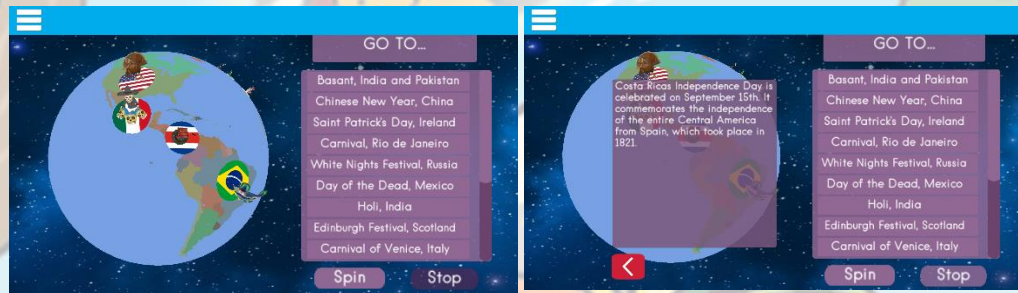 GO TO...
Basant, India and Pakistan
Chinese New Year, China
Saint Patrick's Day, Ireland
Carnival, Rio de Janeiro
White Nights Festival, Russia
Day of the Dead, Mexico
Holi, India
Edinburgh Festival, Scotland
Carnival of Venice, Italy
Spin
Stop
Costa Ricas Independence Day is
celebrated on September 15th. It
commemorates the independence
of the entire Central America
from Spain, which took place in
1821.
GO TO...
Basant, India and Pakistan
Chinese New Year, China
Saint Patrick's Day, Ireland
Carnival, Rio de Janeiro
White Nights Festival, Russia
Day of the Dead, Mexico
Holi, India
Edinburgh Festival, Scotland
Carnival of Venice, Italy
Spin
Stop